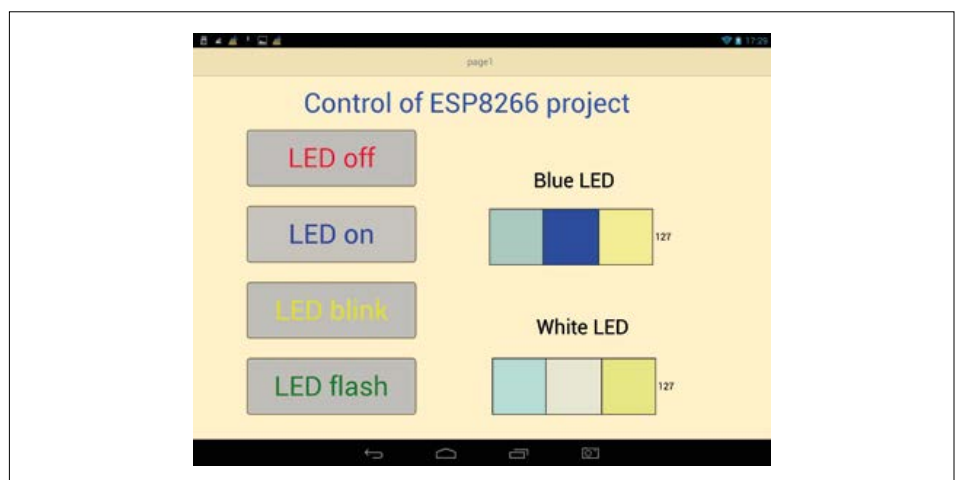 17:29
page1
Control of ESP8266 project
LED off
LED on
LED blink
LED flash
Blue LED
127
White LED
127